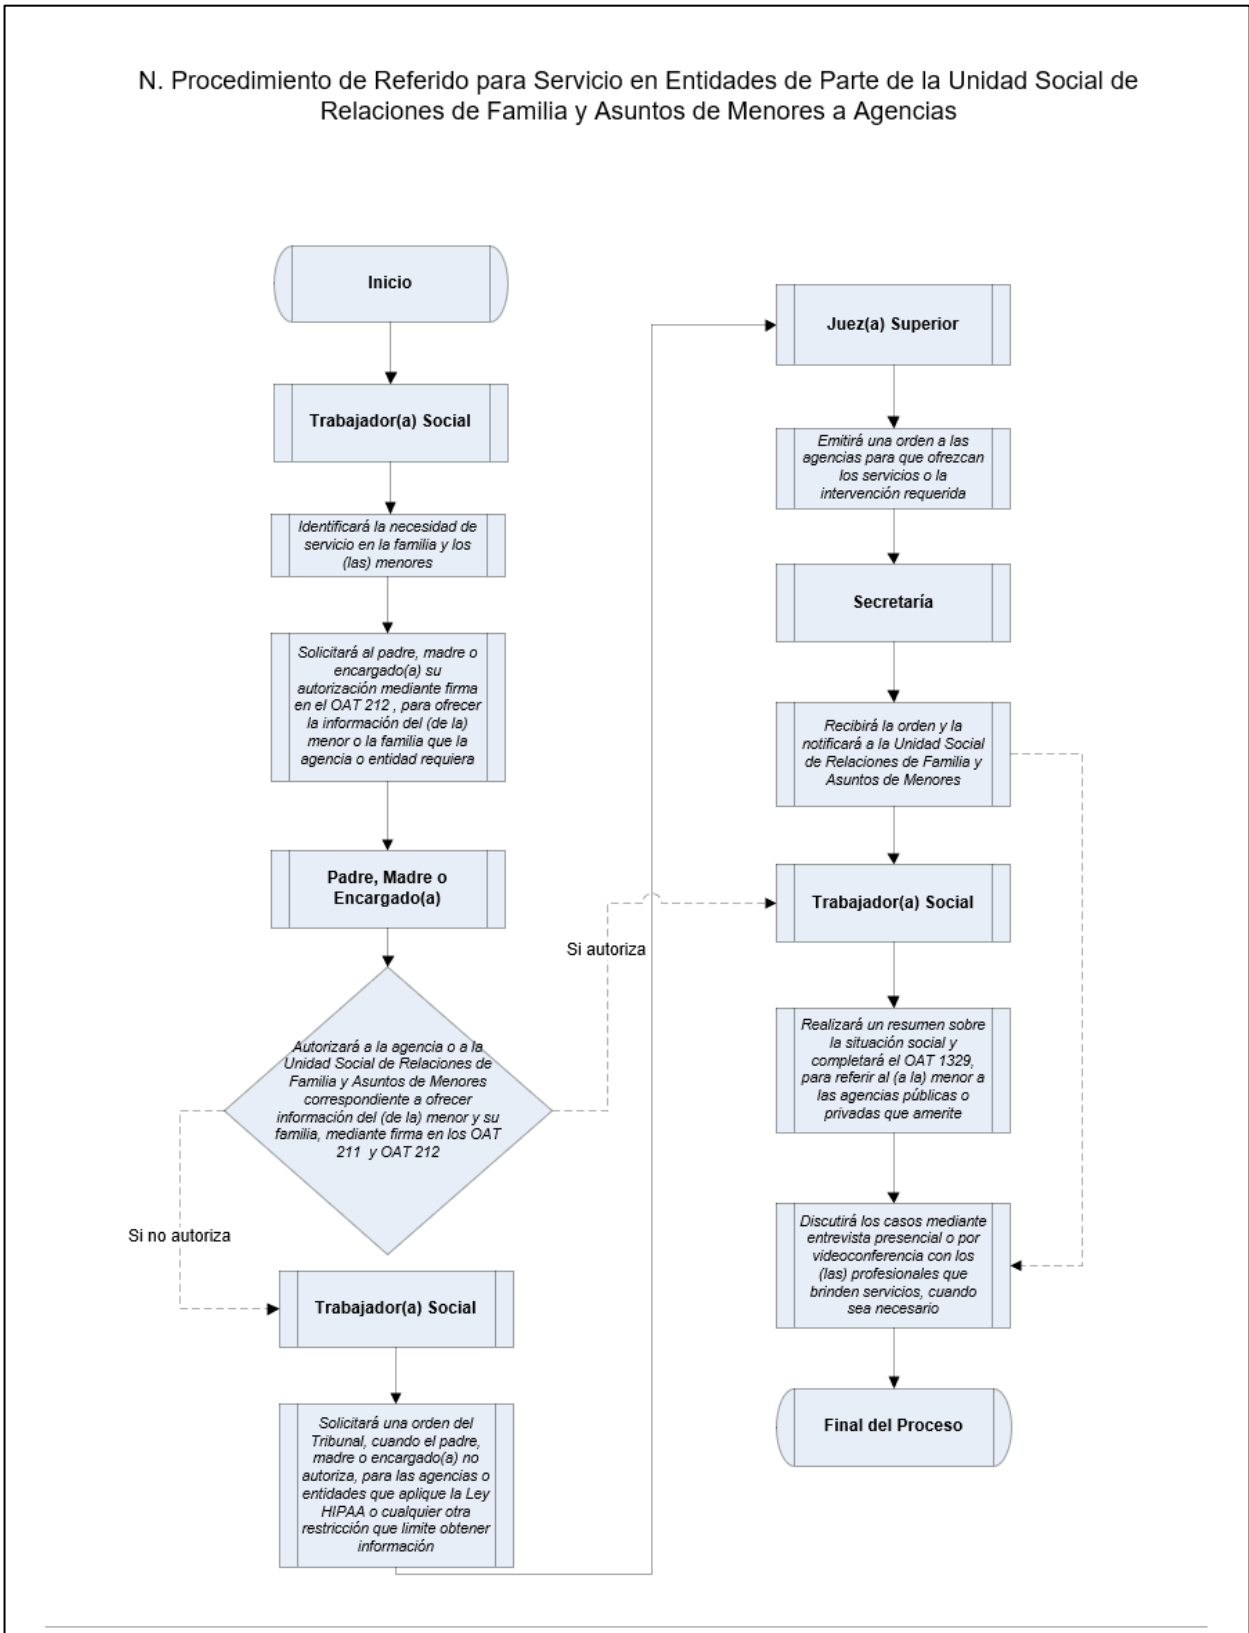 N. Procedimiento de Referido para Servicio en Entidades de Parte de la Unidad Social de
Relaciones de Familia y Asuntos de Menores a Agencias
Inicio
Trabajador(a) Social
Identificará la necesidad de
servicio en la familia y los
(las) menores
Solicitará al padre, madre o
encargado(a) su
autorización mediante firma
en el OAT 212 , para ofrecer
la información del (de la)
menor o la familia que la
agencia o entidad requiera
Padre, Madre o
Encargado(a)
Autorizará a la agencia o a la
Unidad Social de Relaciones de
Familia y Asuntos de Menores
correspondiente a ofrecer
información del (de la) menor y su
familia, mediante firma en los OAT
211 y OAT 212
Si no autoriza
Si autoriza
Trabajador(a) Social
Solicitará una orden del
Tribunal, cuando el padre,
madre o encargado(a) no
autoriza, para las agencias o
entidades que aplique la Ley
HIPAA o cualquier otra
restricción que limite obtener
información
Juez(a) Superior
Emitirá una orden a las
agencias para que ofrezcan
los servicios o la
intervención requerida
Secretaría
Recibirá la orden y la
notificará a la Unidad Social
de Relaciones de Familia y
Asuntos de Menores
Trabajador(a) Social
Realizará un resumen sobre
la situación social y
completará el OAT 1329,
para referir al (a la) menor a
las agencias públicas o
privadas que amerite
Discutirá los casos mediante
entrevista presencial o por
videoconferencia con los
(las) profesionales que
brinden servicios, cuando
sea necesario
Final del Proceso